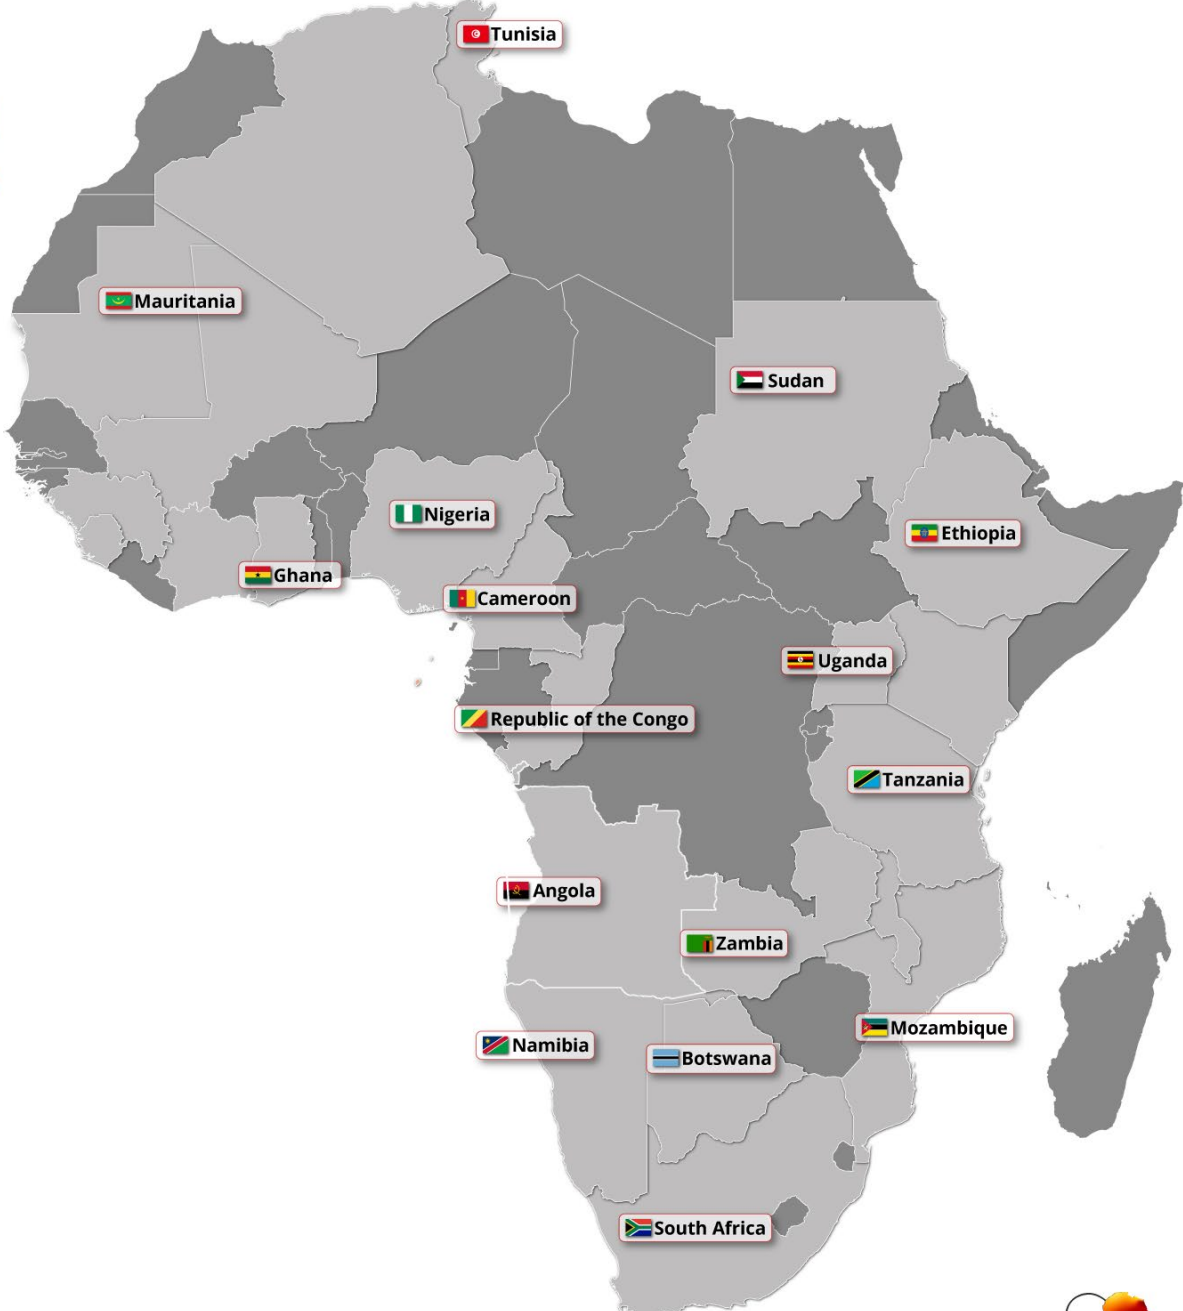 Tunisia
Mauritania
Sudan
Nigeria
Ethiopia
Ghana
Cameroon
Uganda
Republic of the Congo
Tanzania
Angola
Zambia
Mozambique
Namibia
Botswana
South Africa